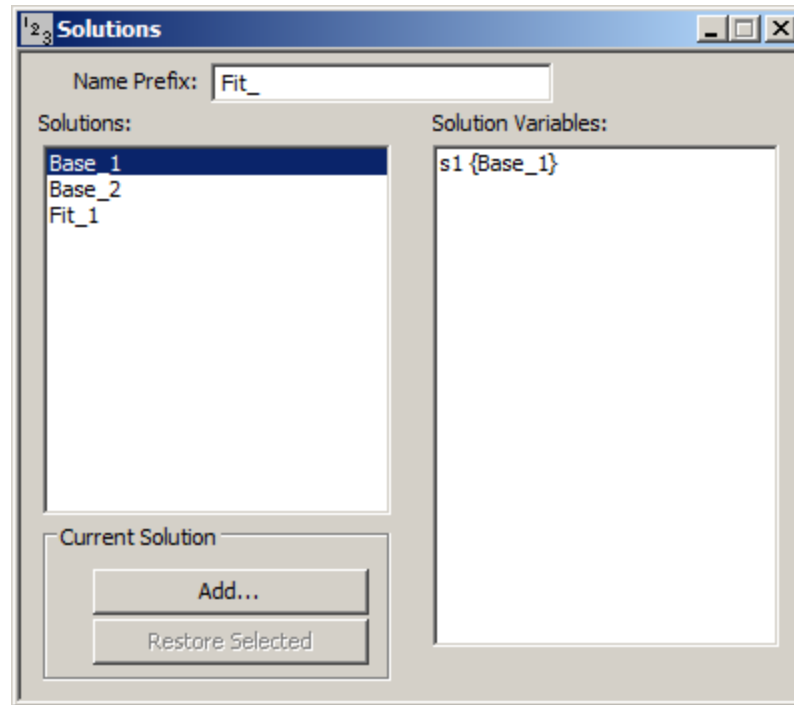 Solutions
Name Prefix: Fit_
Solutions:
Base_1
Base_2
Fit_1
Solution Variables:
s1 {Base_1}
Current Solution
Add...
Restore Selected